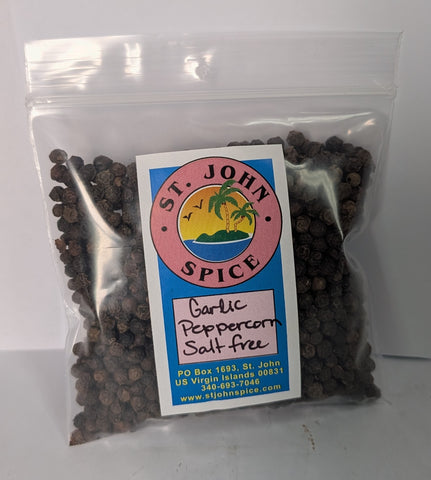 ST. JOHN
SPICE
Garlic
Peppercorn
Salt free
PO Box 1693, St. John
US Virgin Islands 00831
340-693-7046
www.stjohnspice.com